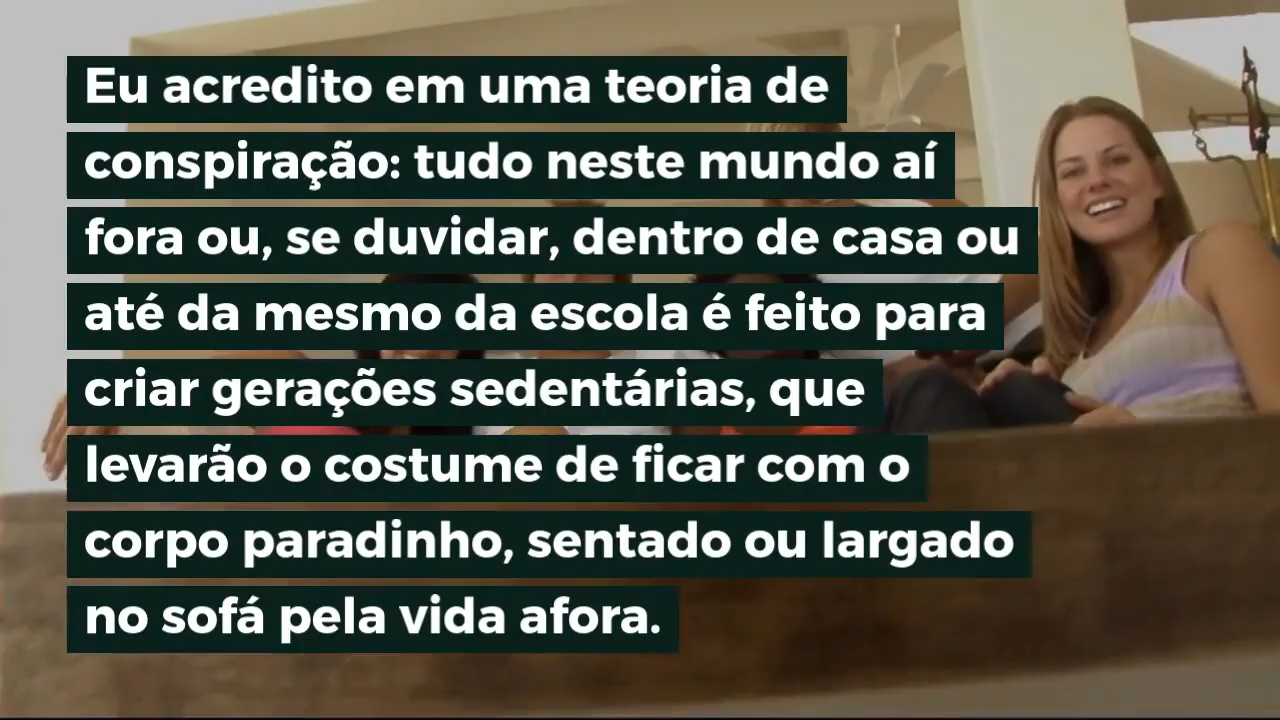 Eu acredito em uma teoria de
conspiração: tudo neste mundo aí
fora ou, se duvidar, dentro de casa ou
até da mesmo da escola é feito para
criar gerações sedentárias, que
levarão o costume de ficar com o
corpo paradinho, sentado ou largado
no sofá pela vida afora.